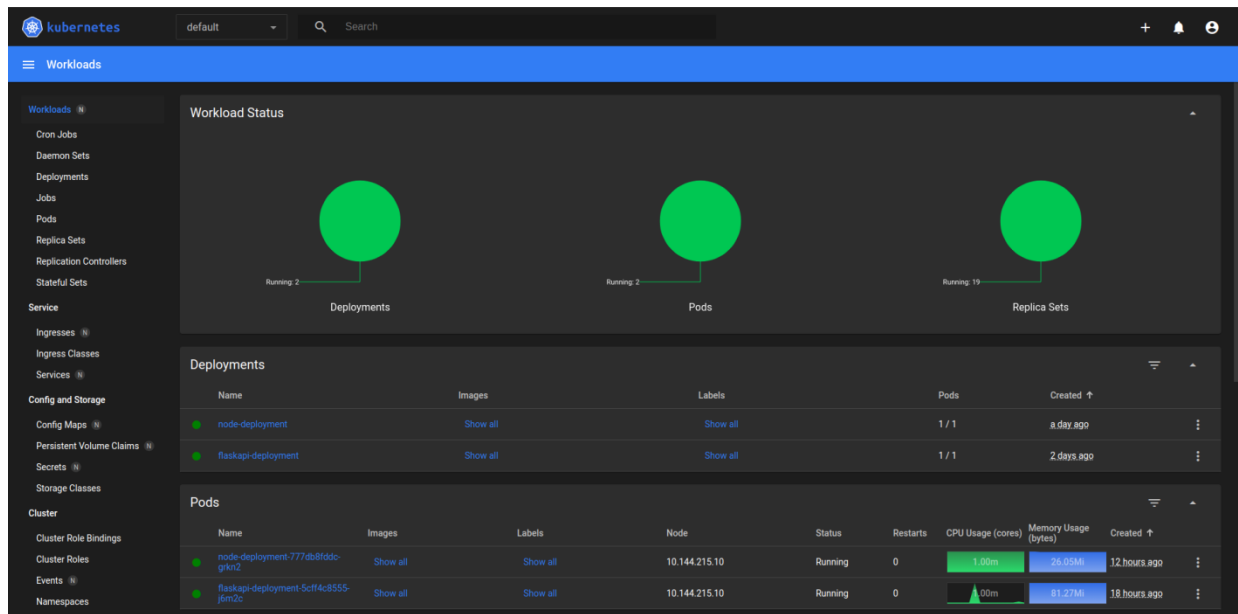 kubernetes
default
Search
Workloads
Workloads N
Cron Jobs
Daemon Sets
Deployments
Jobs
Pods
Replica Sets
Replication Controllers
Stateful Sets
Service
Ingresses N
Ingress Classes
Services N
Config and Storage
Config Maps N
Persistent Volume Claims N
Secrets N
Storage Classes
Cluster
Cluster Role Bindings
Cluster Roles
Events N
Namespaces
Workload Status
Running: 2
Deployments
Running: 2
Pods
Running: 19
Replica Sets
Deployments
Name Images Labels Pods Created
node-deployment Show all Show all 1 / 1 a day ago
flaskapi-deployment Show all Show all 1 / 1 2 days ago
Pods
Name Images Labels Node Status Restarts CPU Usage (cores) Memory Usage (bytes) Created
node-deployment-777db8fddc-
grkn2 Show all Show all 10.144.215.10 Running 0 1.00m 26.05Mi 12 hours ago
flaskapi-deployment-5cff4c8555-
j6m2c Show all Show all 10.144.215.10 Running 0 1.00m 81.27Mi 18 hours ago